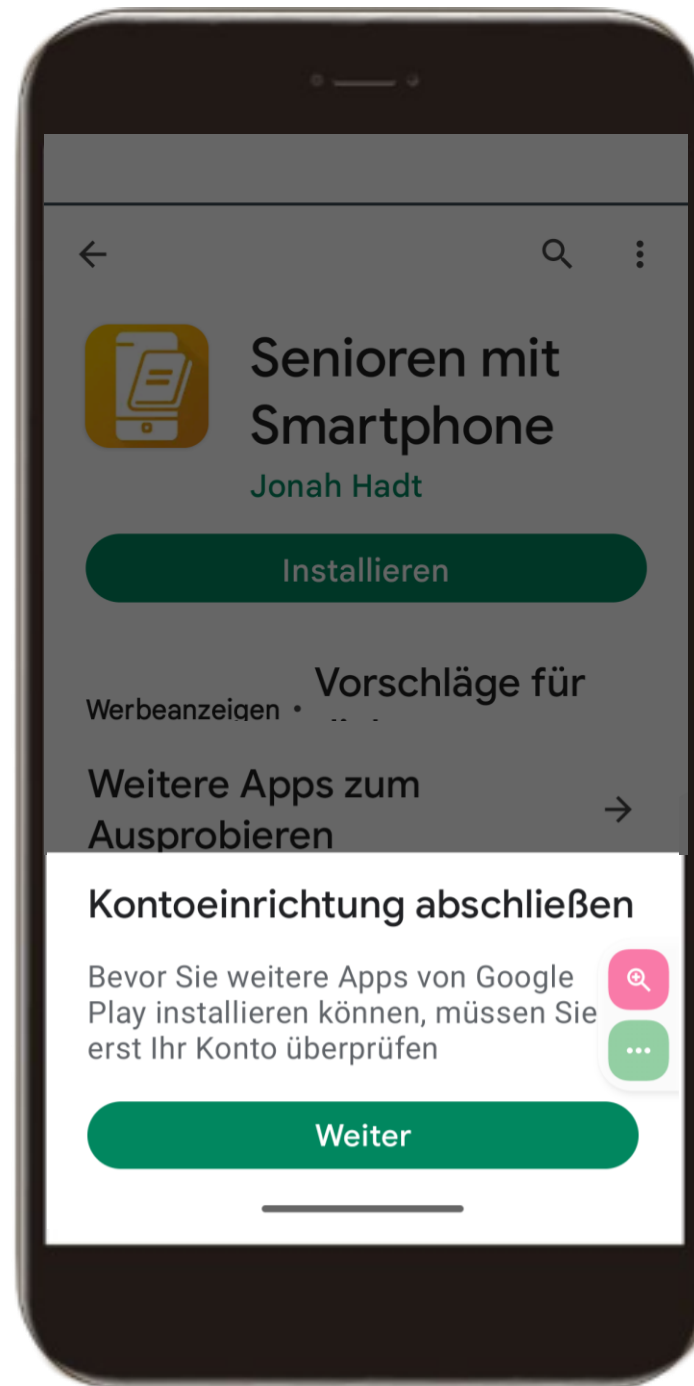 Senioren mit
Smartphone
Jonah Hadt
Installieren
Werbeanzeigen • Vorschläge für
Weitere Apps zum
Ausprobieren
Kontoeinrichtung abschließen
Bevor Sie weitere Apps von Google
Play installieren können, müssen Sie
erst Ihr Konto überprüfen
Weiter